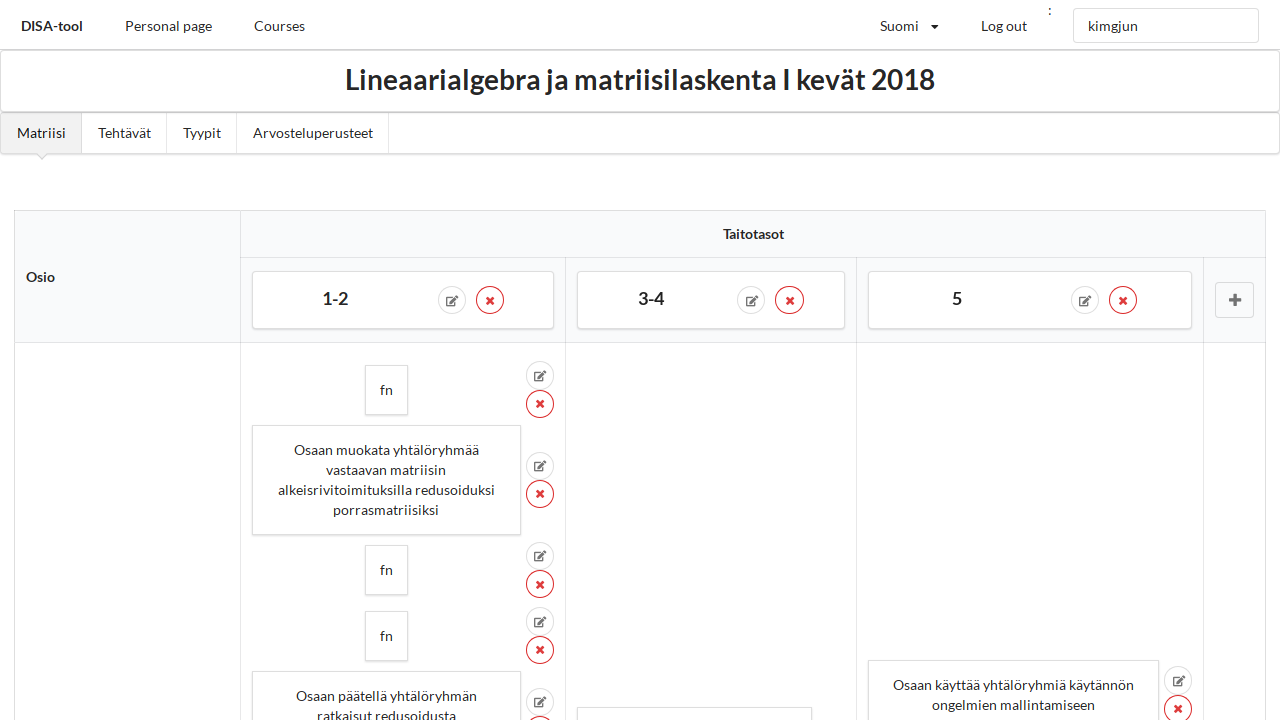 DISA-tool Personal page Courses Suomi Log out : kimgjun
Lineaarialgebra ja matriisilaskenta I kevät 2018
Matriisi Tehtävät Tyypit Arvosteluperusteet
Osio
Taitotasot
1-2 3-4 5
fn
Osaan muokata yhtälöryhmää
vastaavan matriisin
alkeisrivitoimituksilla redusoiduksi
porrasmatriisiksi
fn
fn
Osaan päätellä yhtälöryhmän
ratkaisut redusoidusta
Osaan käyttää yhtälöryhmiä käytännön
ongelmien mallintamiseen